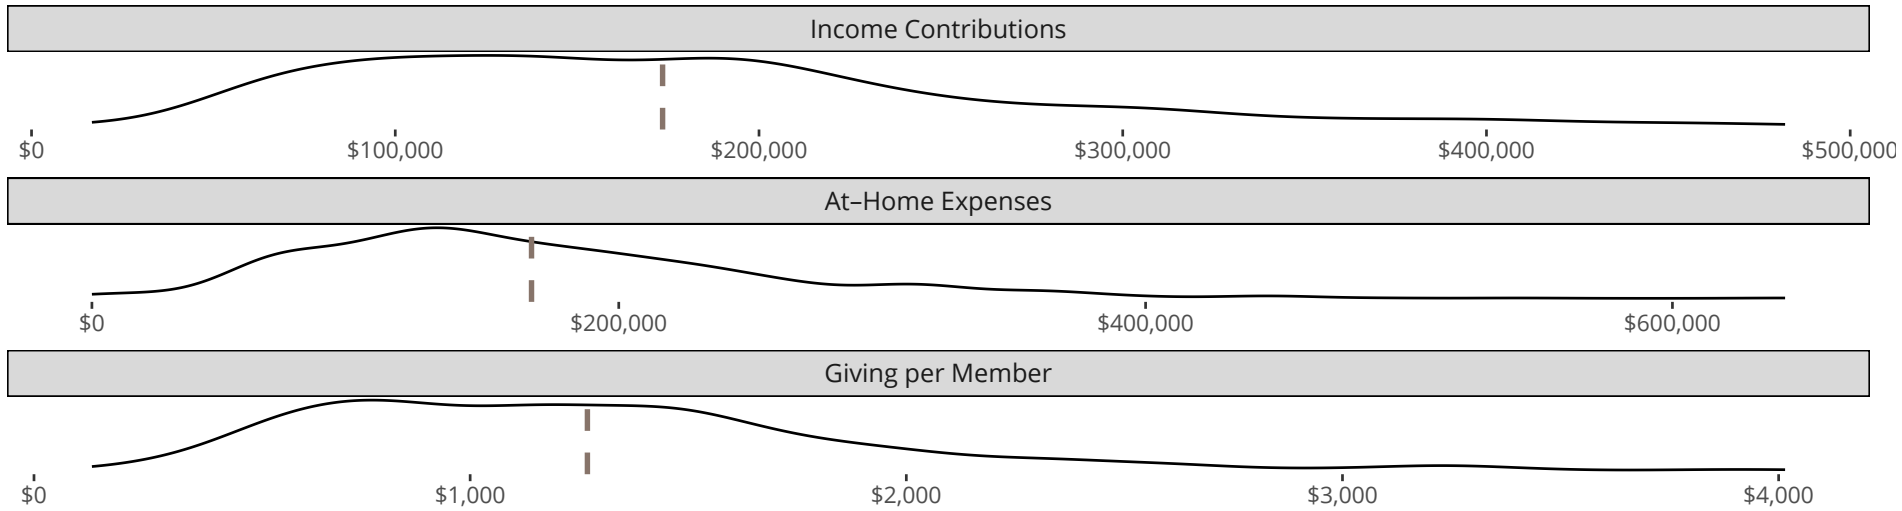 Income Contributions
$0 $100,000 $200,000 $300,000 $400,000 $500,000
At–Home Expenses
$0 $200,000 $400,000 $600,000
Giving per Member
$0 $1,000 $2,000 $3,000 $4,000